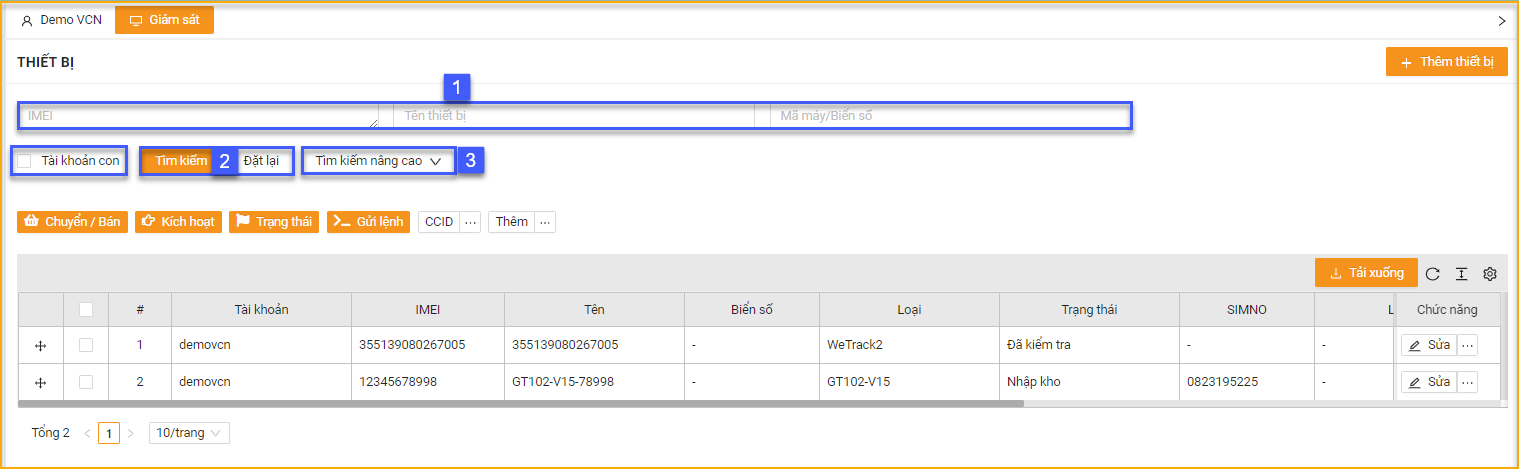 Demo VCN Giám sát
THIẾT BỊ
+ Thêm thiết bị
1
IMEI Tên thiết bị Mã máy/Biển số
Tài khoản con Tìm kiếm 2 Đặt lại Tìm kiếm nâng cao 3
Chuyển / Bán Kích hoạt Trạng thái Gửi lệnh CCID ... Thêm ...
Tải xuống
# Tài khoản IMEI Tên Biển số Loại Trạng thái SIMNO L Chức năng
1 demovcn 355139080267005 355139080267005 - WeTrack2 Đã kiểm tra - - Sửa ...
2 demovcn 12345678998 GT102-V15-78998 - GT102-V15 Nhập kho 0823195225 - Sửa ...
Tổng 2 < 1 > 10/trang